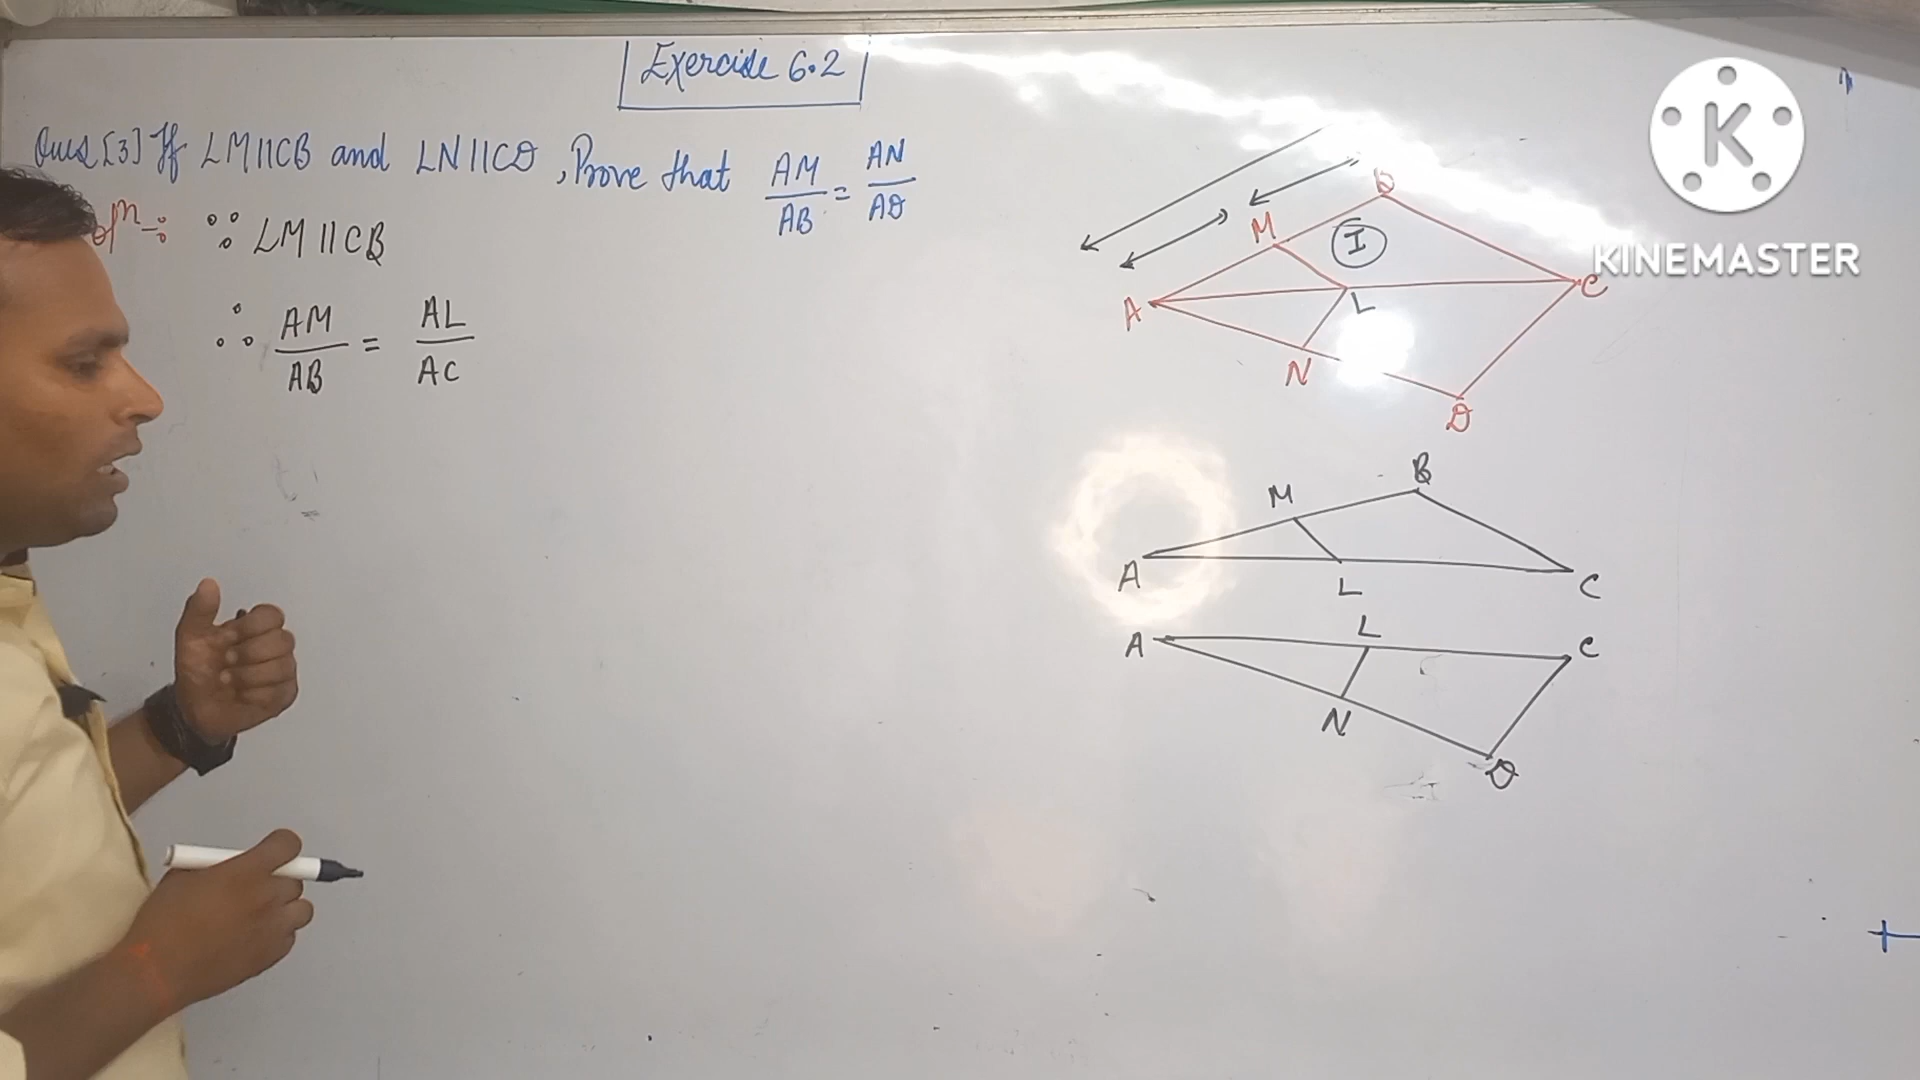 Exercise 6.2
Ques [3] If LM||CB and LN||CD, Prove that AM/AB = AN/AD
∵ LM || CB
∴ AM/AB = AL/AC
B
M
I
A
L
C
N
D
K
KINEMASTER
B
M
A
L
C
L
A
C
N
D